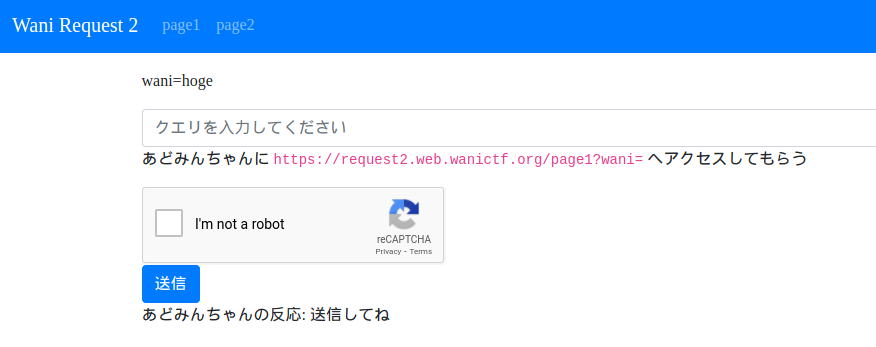 Wani Request 2 page1 page2
wani=hoge
クエリを入力してください
あどみんちゃんに https://request2.web.wanictf.org/page1?wani= へアクセスしてもらう
I'm not a robot
reCAPTCHA
Privacy - Terms
送信
あどみんちゃんの反応: 送信してね